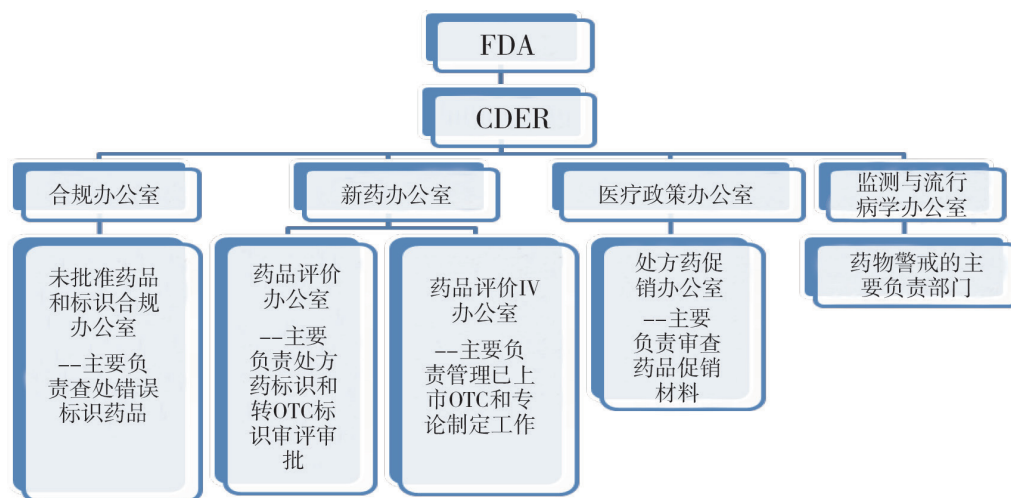 FDA
CDER
合规办公室
新药办公室
医疗政策办公室
监测与流行
病学办公室
未批准药品
和标识合规
办公室
--主要负
责查处错误
标识药品
药品评价
办公室
--主要
负责处方
药标识和
转OTC标
识审评审
批
药品评价IV
办公室
--主要负
责管理已上
市OTC和专
论制定工作
处方药促
销办公室
--主要
负责审查
药品促销
材料
药物警戒的主
要负责部门